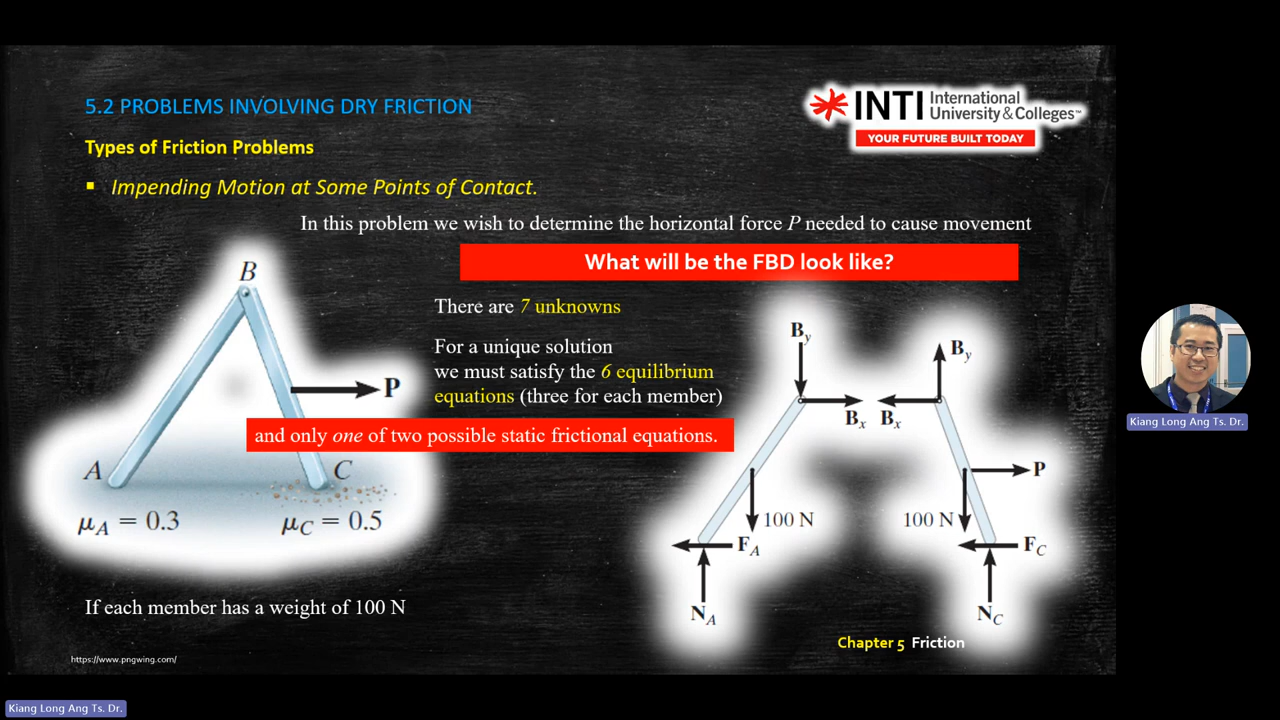 5.2 PROBLEMS INVOLVING DRY FRICTION
INTI International
University & Colleges™
YOUR FUTURE BUILT TODAY
Types of Friction Problems
▪ Impending Motion at Some Points of Contact.
In this problem we wish to determine the horizontal force P needed to cause movement
What will be the FBD look like?
There are 7 unknowns
For a unique solution
we must satisfy the 6 equilibrium
equations (three for each member)
and only one of two possible static frictional equations.
B
P
A
C
μA = 0.3
μC = 0.5
By
Bx
100 N
FA
NA
By
Bx
P
100 N
FC
NC
If each member has a weight of 100 N
Chapter 5 Friction
https://www.pngwing.com/
Kiang Long Ang Ts. Dr.
Kiang Long Ang Ts. Dr.